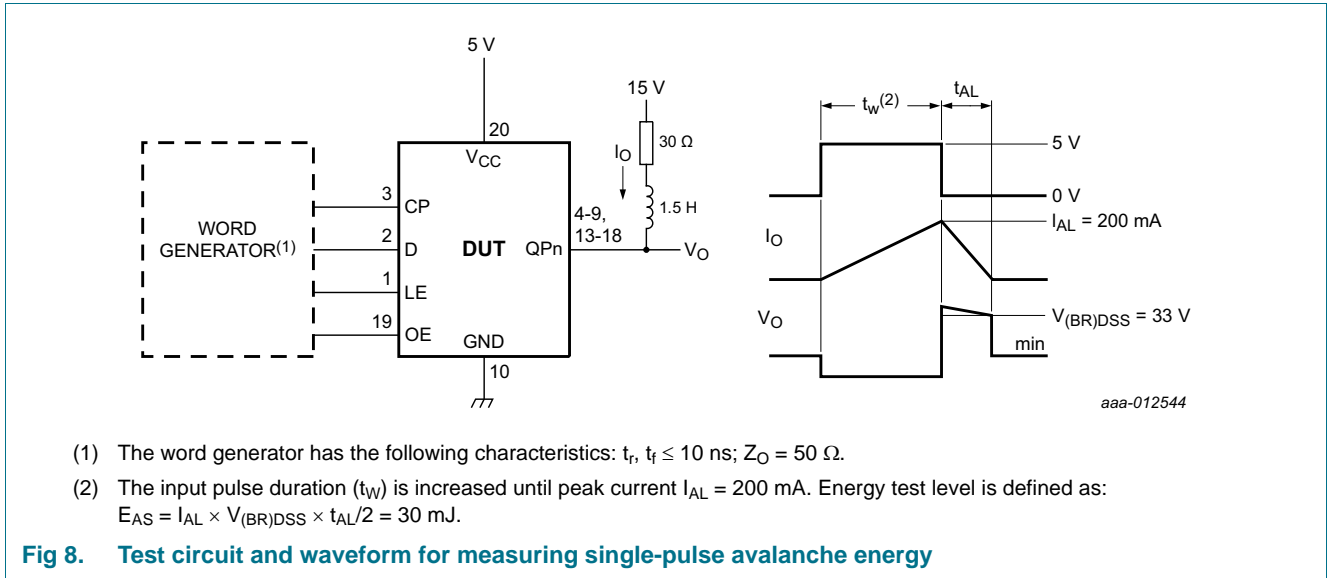 5 V
15 V
20
VCC
30 Ω
IO
1.5 H
WORD
GENERATOR(1)
3
CP
2
D
DUT
QPn
4-9,
13-18
VO
1
LE
19
OE
GND
10
tw(2)
tAL
5 V
0 V
IAL = 200 mA
IO
VO
V(BR)DSS = 33 V
min
aaa-012544
(1) The word generator has the following characteristics: tr, tf ≤ 10 ns; ZO = 50 Ω.
(2) The input pulse duration (tW) is increased until peak current IAL = 200 mA. Energy test level is defined as:
EAS = IAL × V(BR)DSS × tAL/2 = 30 mJ.
Fig 8. Test circuit and waveform for measuring single-pulse avalanche energy